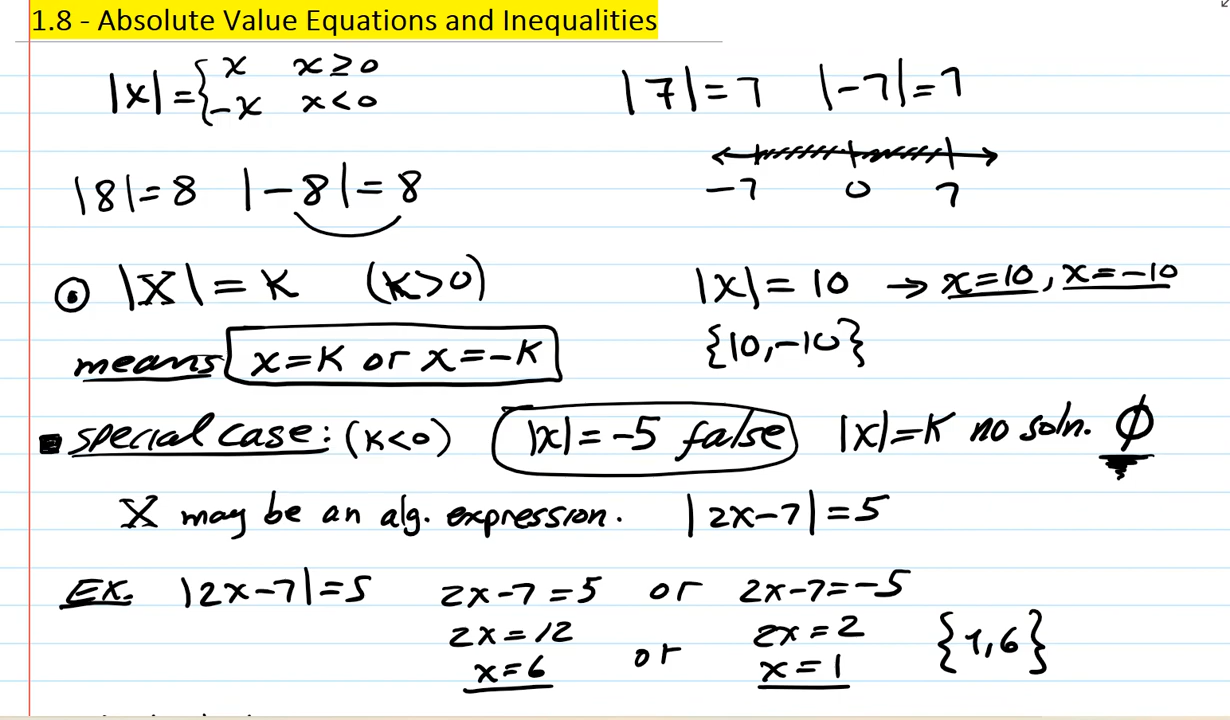 1.8 - Absolute Value Equations and Inequalities
|x| = { x x ≥ 0
-x x < 0
|7| = 7 |-7| = 7
-7 0 7
|8| = 8 |-8| = 8
|X| = K (K>0) |x| = 10 → x=10, x=-10
means x=K or x=-K {10,-10}
special case: (K<0) |x| = -5 false |x|=K no soln. ∅
X may be an alg. expression. |2x-7| = 5
EX. |2x-7|=5 2x-7=5 or 2x-7=-5
2x=12 or 2x=2 {1,6}
x=6 x=1